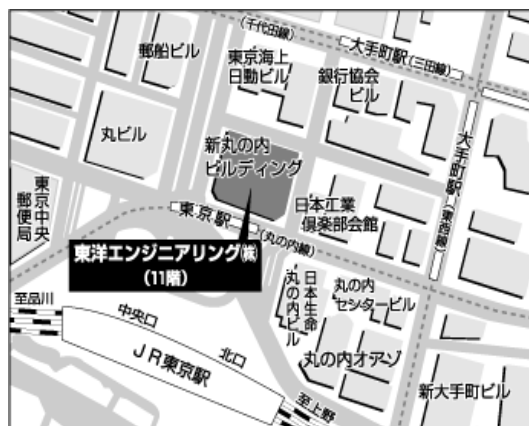 (千代田線)
大手町駅(三田線)
郵船ビル
東京海上
日動ビル
銀行協会
ビル
丸ビル
新丸の内
ビルディング
大手町駅(東西線)
東京中央
郵便局
東京駅
(丸の内線)
日本工業
倶楽部会館
東洋エンジニアリング㈱
(11階)
日本生命
丸の内ビル
丸の内
センタービル
至品川
中央口
北口
JR東京駅
丸の内オアゾ
新大手町ビル
至上野